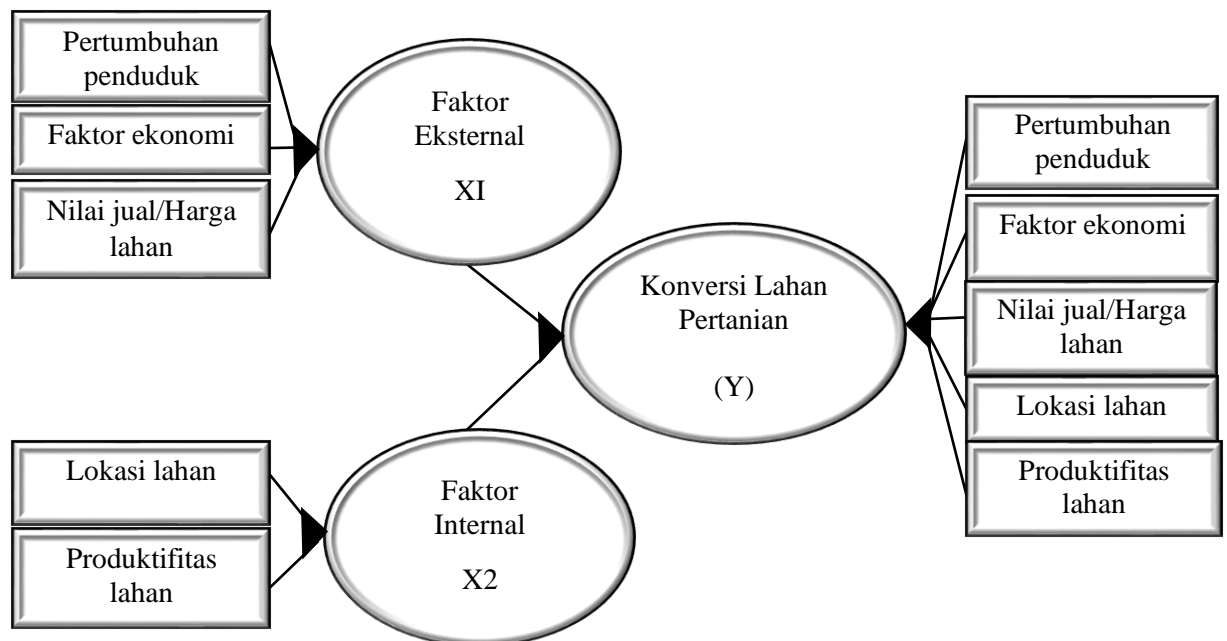 Pertumbuhan
penduduk
Faktor ekonomi
Nilai jual/Harga
lahan
Faktor
Eksternal
XI
Lokasi lahan
Produktifitas
lahan
Faktor
Internal
X2
Konversi Lahan
Pertanian
(Y)
Pertumbuhan
penduduk
Faktor ekonomi
Nilai jual/Harga
lahan
Lokasi lahan
Produktifitas
lahan